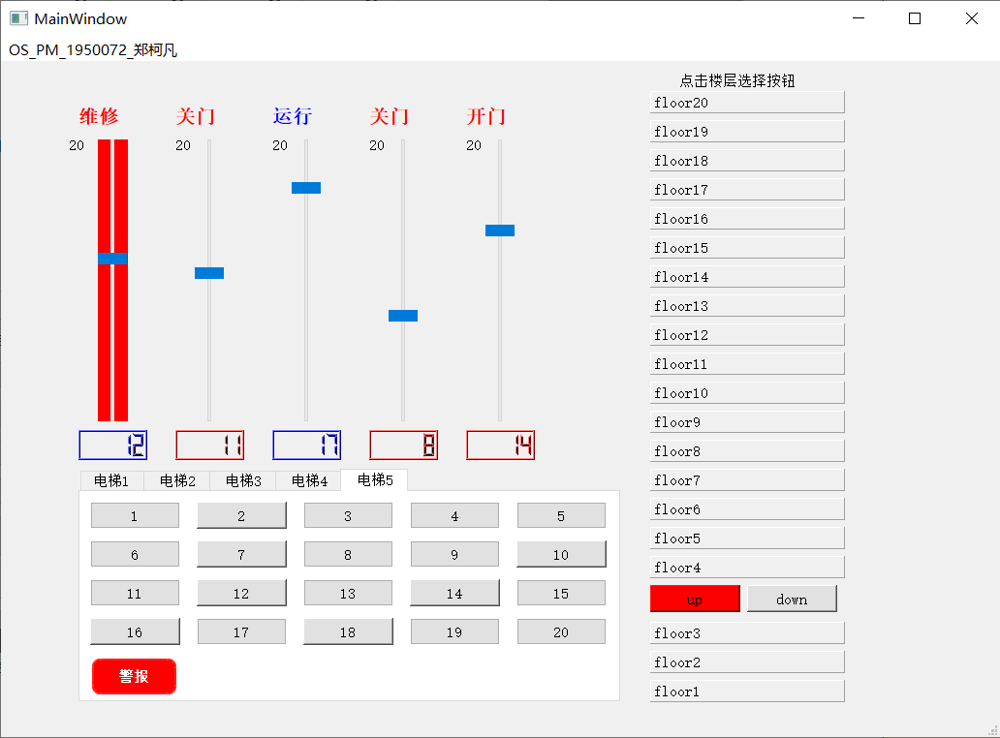 MainWindow
OS_PM_1950072_郑柯凡
维修 关门 运行 关门 开门
20 20 20 20 20
12 11 17 8 14
电梯1 电梯2 电梯3 电梯4 电梯5
1 2 3 4 5
6 7 8 9 10
11 12 13 14 15
16 17 18 19 20
警报
点击楼层选择按钮
floor20
floor19
floor18
floor17
floor16
floor15
floor14
floor13
floor12
floor11
floor10
floor9
floor8
floor7
floor6
floor5
floor4
up down
floor3
floor2
floor1